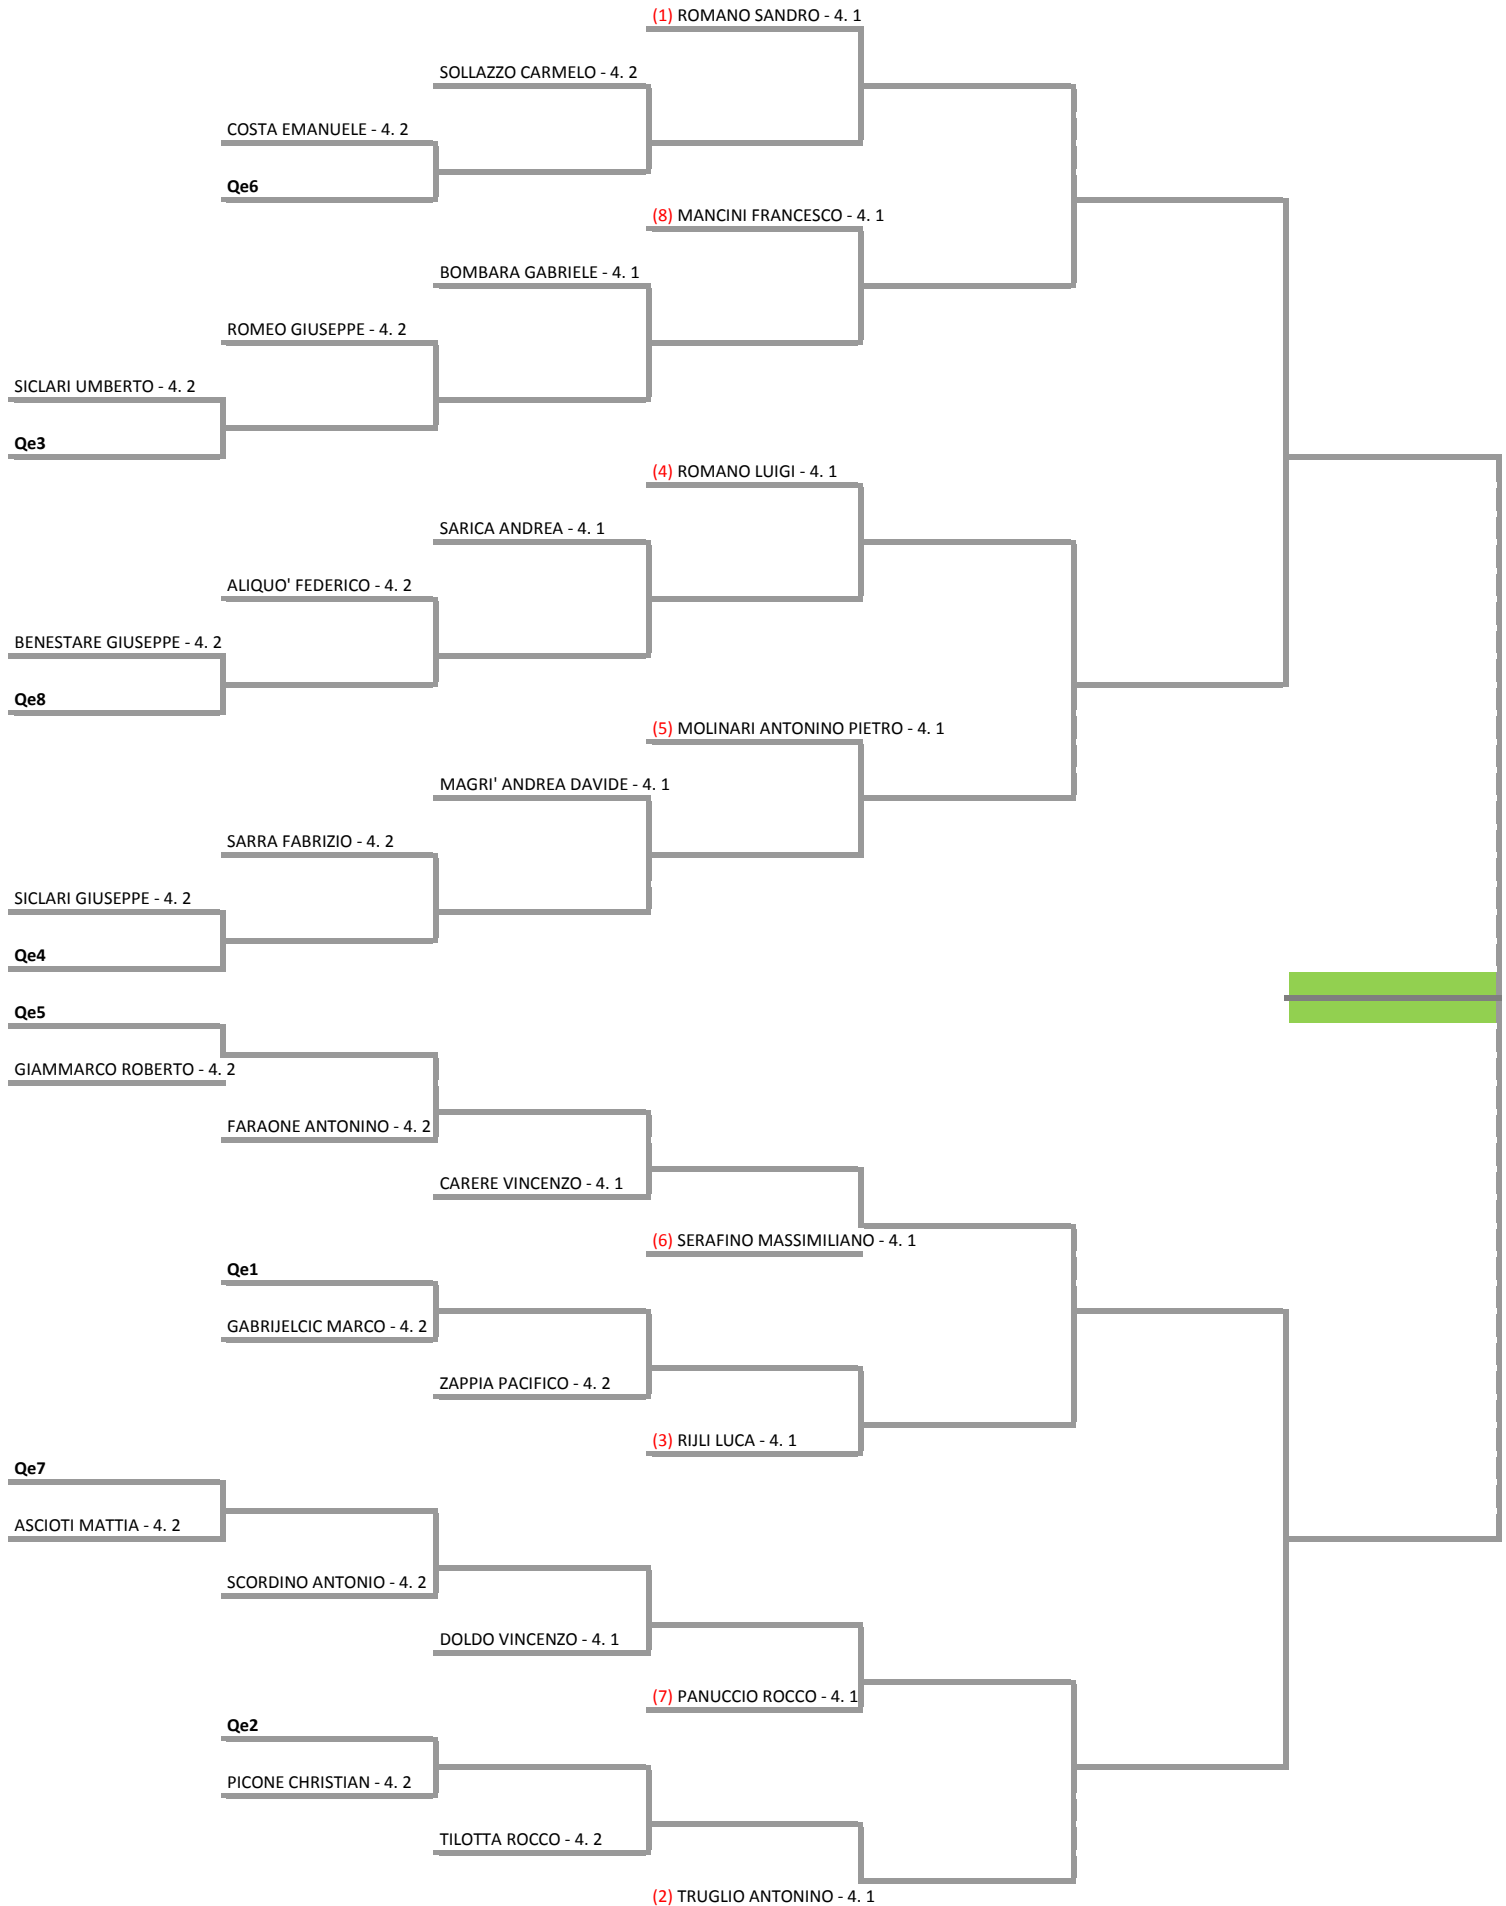 (1) ROMANO SANDRO - 4. 1
SOLLAZZO CARMELO - 4. 2
COSTA EMANUELE - 4. 2
Qe6
(8) MANCINI FRANCESCO - 4. 1
BOMBARA GABRIELE - 4. 1
ROMEO GIUSEPPE - 4. 2
SICLARI UMBERTO - 4. 2
Qe3
(4) ROMANO LUIGI - 4. 1
SARICA ANDREA - 4. 1
ALIQUO' FEDERICO - 4. 2
BENESTARE GIUSEPPE - 4. 2
Qe8
(5) MOLINARI ANTONINO PIETRO - 4. 1
MAGRI' ANDREA DAVIDE - 4. 1
SARRA FABRIZIO - 4. 2
SICLARI GIUSEPPE - 4. 2
Qe4
Qe5
GIAMMARCO ROBERTO - 4. 2
FARAONE ANTONINO - 4. 2
CARERE VINCENZO - 4. 1
(6) SERAFINO MASSIMILIANO - 4. 1
Qe1
GABRIJELCIC MARCO - 4. 2
ZAPPIA PACIFICO - 4. 2
(3) RIJLI LUCA - 4. 1
Qe7
ASCIOTI MATTIA - 4. 2
SCORDINO ANTONIO - 4. 2
DOLDO VINCENZO - 4. 1
(7) PANUCCIO ROCCO - 4. 1
Qe2
PICONE CHRISTIAN - 4. 2
TILOTTA ROCCO - 4. 2
(2) TRUGLIO ANTONINO - 4. 1